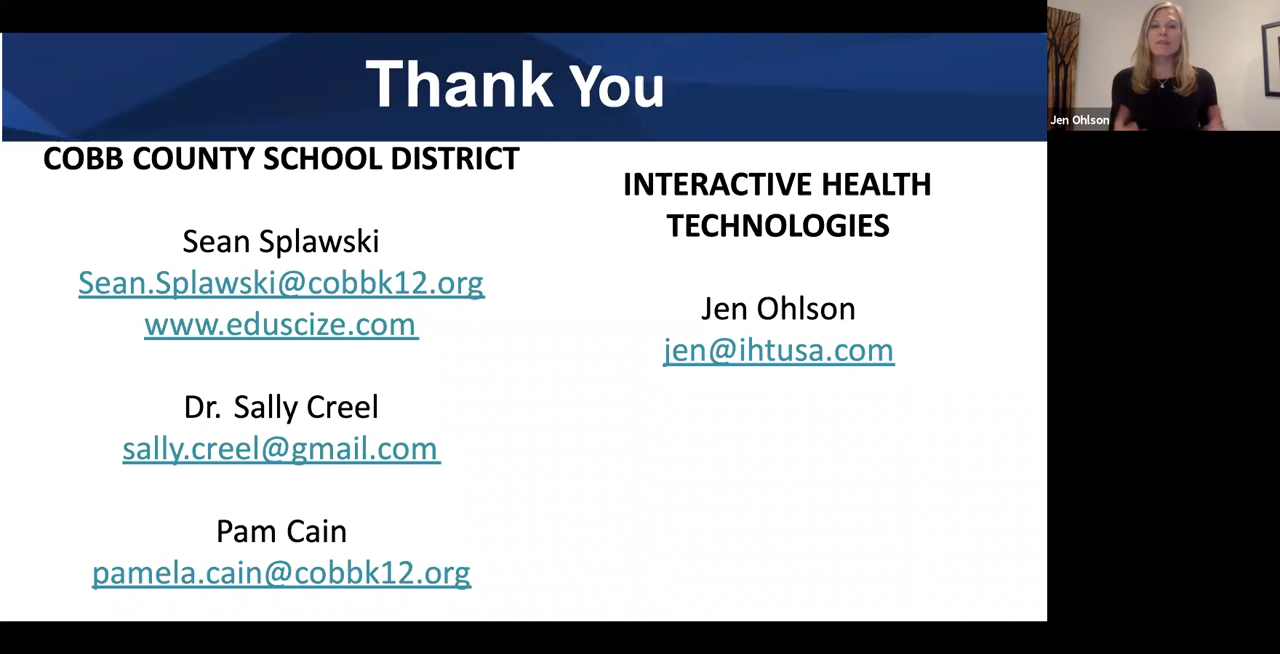 Thank You
COBB COUNTY SCHOOL DISTRICT
Sean Splawski
Sean.Splawski@cobbk12.org
www.eduscize.com
Dr. Sally Creel
sally.creel@gmail.com
Pam Cain
pamela.cain@cobbk12.org
INTERACTIVE HEALTH
TECHNOLOGIES
Jen Ohlson
jen@ihtusa.com
Jen Ohlson